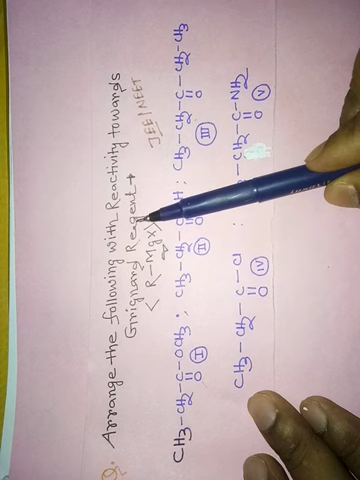 Q. Arrange the following with Reactivity towards
Grignard Reagent →
< R-MgX >
JEE/NEET
CH3-CH2-C-OCH3 ; CH3-CH2-C-H ; CH3-CH2-C-CH2-CH3
O O O
I II III
CH3-CH2-C-Cl ; -CH2-C-NH2
O O
IV V